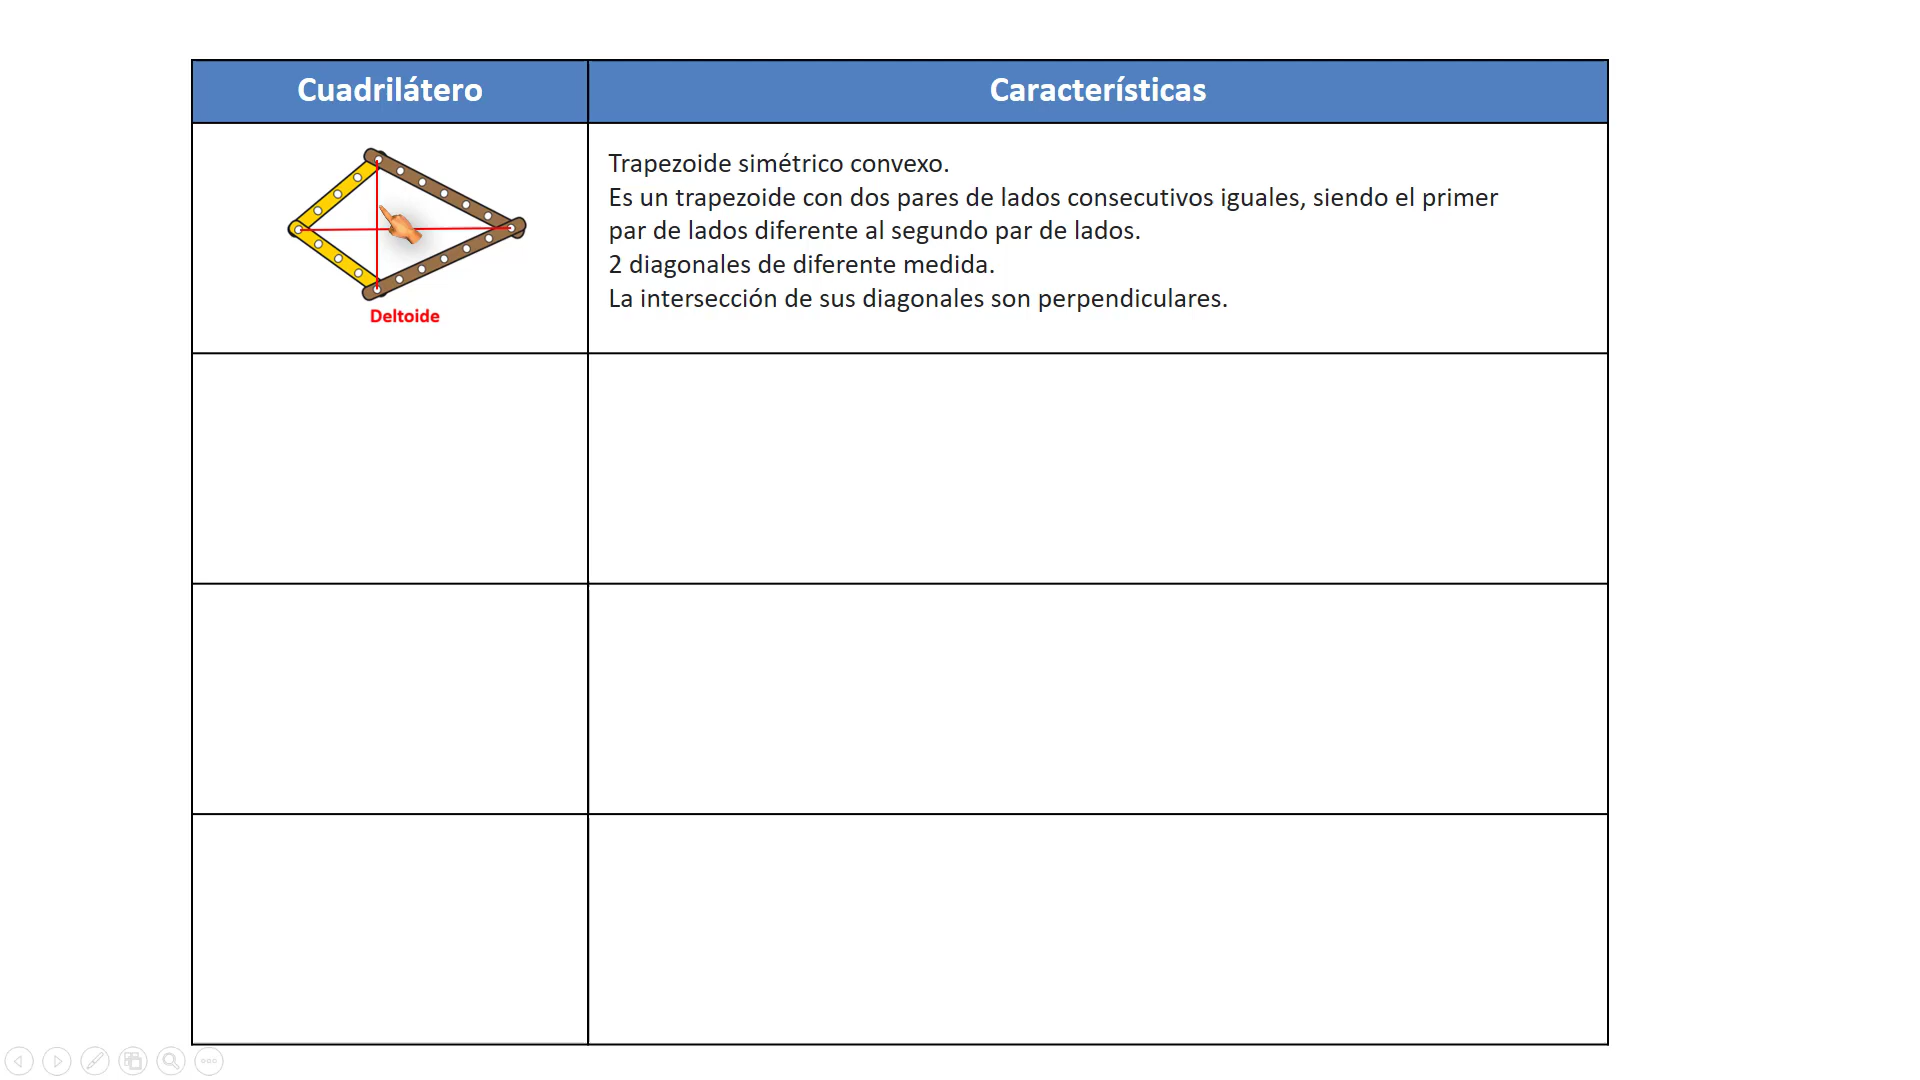 Cuadrilátero
Características
Trapezoide simétrico convexo.
Es un trapezoide con dos pares de lados consecutivos iguales, siendo el primer
par de lados diferente al segundo par de lados.
2 diagonales de diferente medida.
La intersección de sus diagonales son perpendiculares.
Deltoide